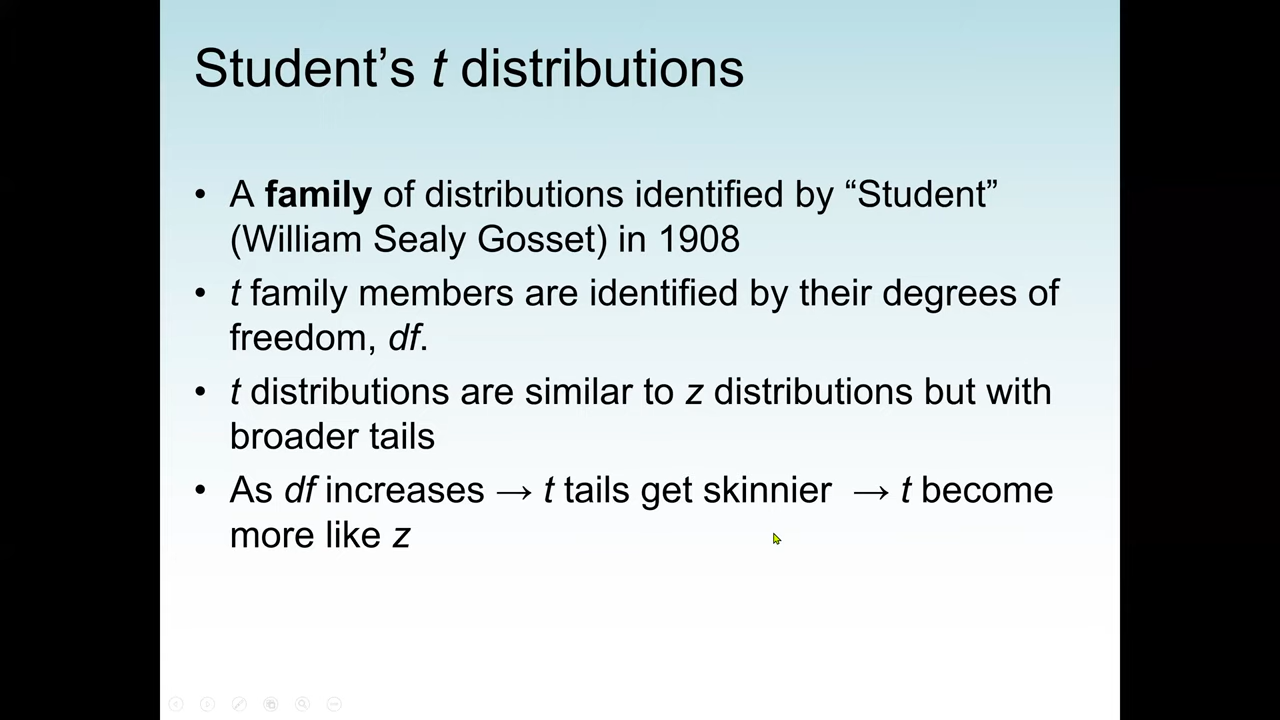 Student’s t distributions
• A family of distributions identified by “Student”
(William Sealy Gosset) in 1908
• t family members are identified by their degrees of
freedom, df.
• t distributions are similar to z distributions but with
broader tails
• As df increases → t tails get skinnier → t become
more like z